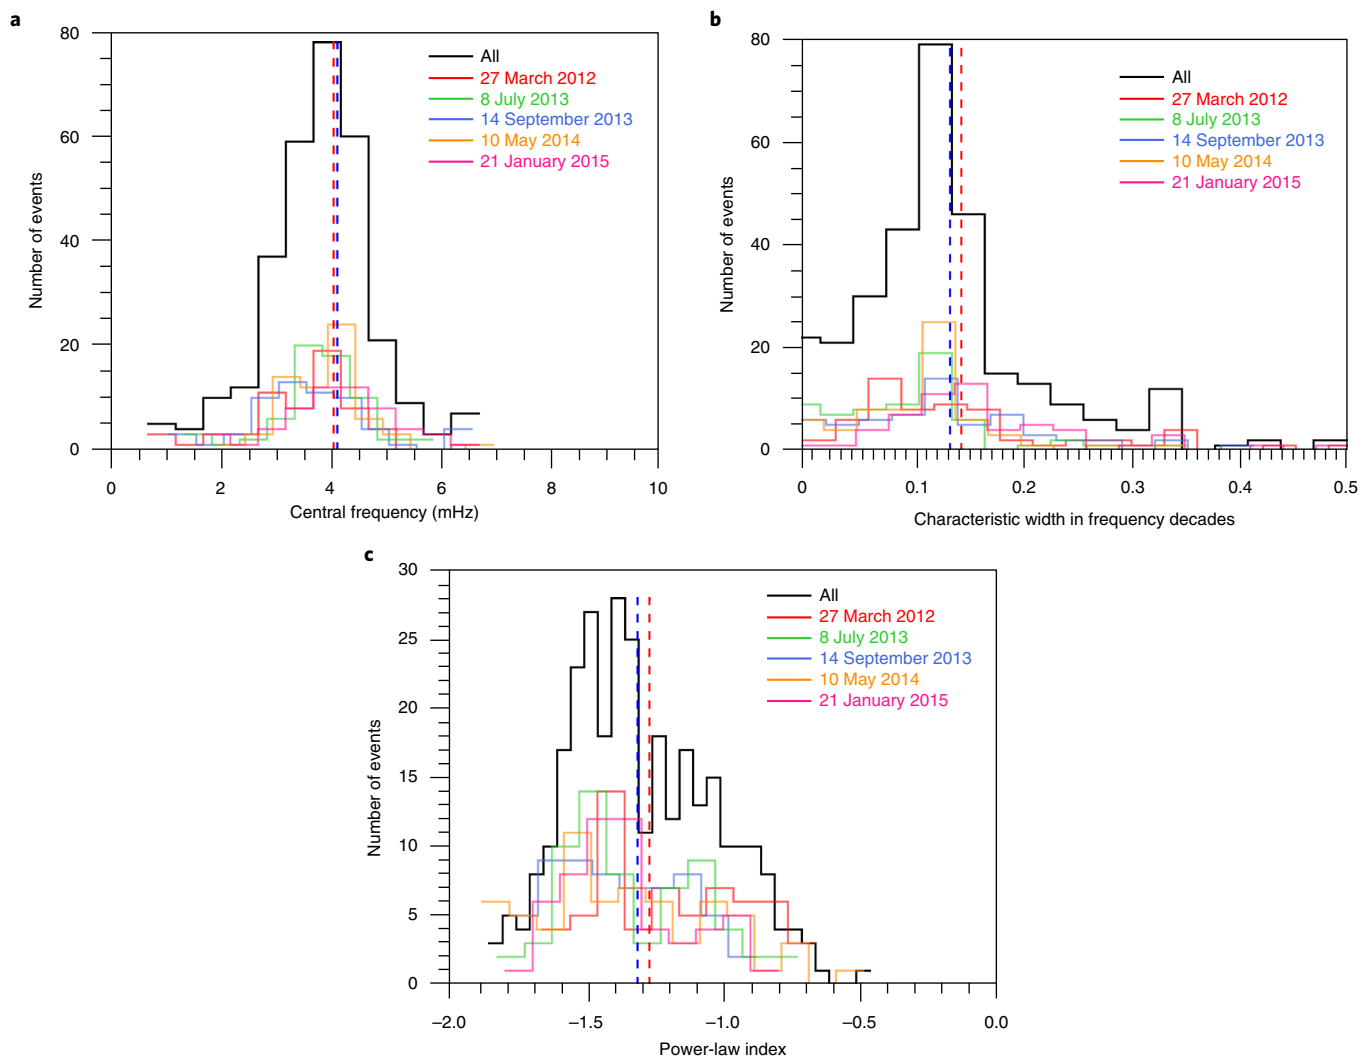 a
80
60
40
20
0
Number of events
All
27 March 2012
8 July 2013
14 September 2013
10 May 2014
21 January 2015
0 2 4 6 8 10
Central frequency (mHz)
b
80
60
40
20
0
Number of events
All
27 March 2012
8 July 2013
14 September 2013
10 May 2014
21 January 2015
0 0.1 0.2 0.3 0.4 0.5
Characteristic width in frequency decades
c
30
25
20
15
10
5
0
Number of events
All
27 March 2012
8 July 2013
14 September 2013
10 May 2014
21 January 2015
–2.0 –1.5 –1.0 –0.5 0.0
Power-law index